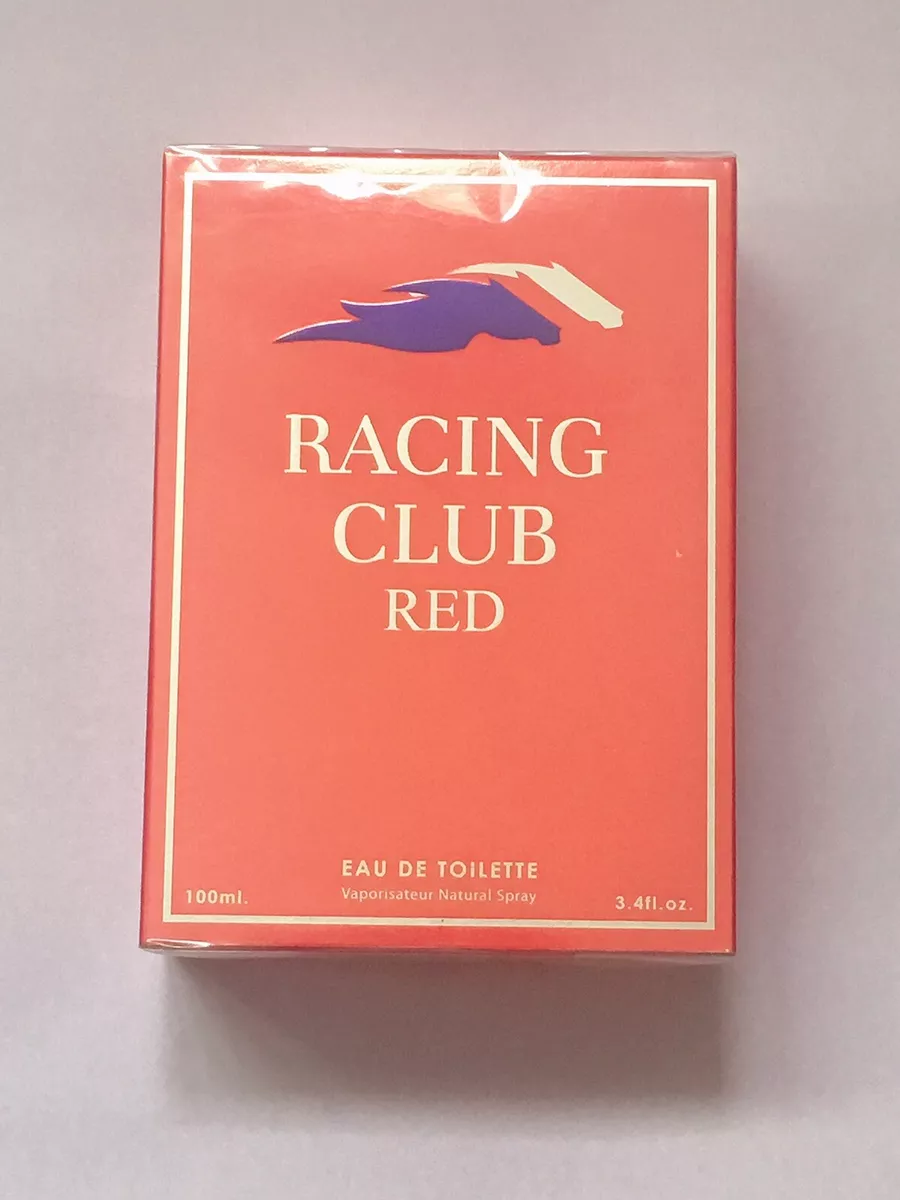 RACING
CLUB
RED
EAU DE TOILETTE
Vaporisateur Natural Spray
100ml.
3.4fl.oz.